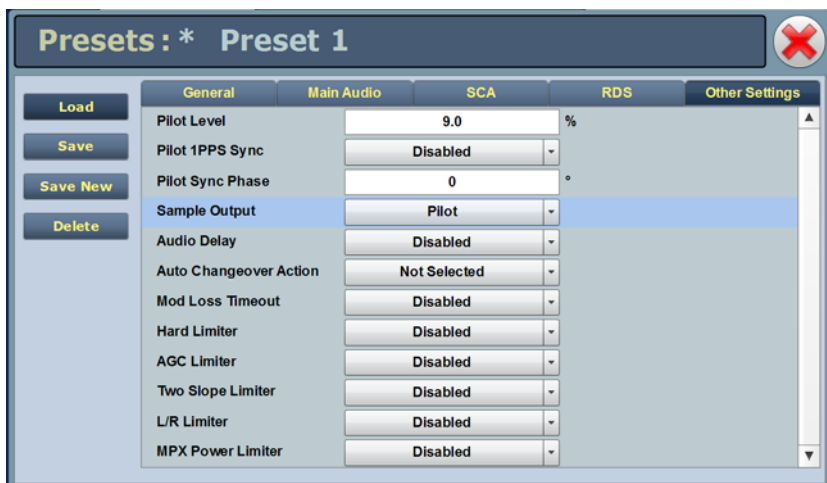 Presets:* Preset 1
Load
Save
Save New
Delete
General Main Audio SCA RDS Other Settings
Pilot Level 9.0 %
Pilot 1PPS Sync Disabled
Pilot Sync Phase 0 °
Sample Output Pilot
Audio Delay Disabled
Auto Changeover Action Not Selected
Mod Loss Timeout Disabled
Hard Limiter Disabled
AGC Limiter Disabled
Two Slope Limiter Disabled
L/R Limiter Disabled
MPX Power Limiter Disabled